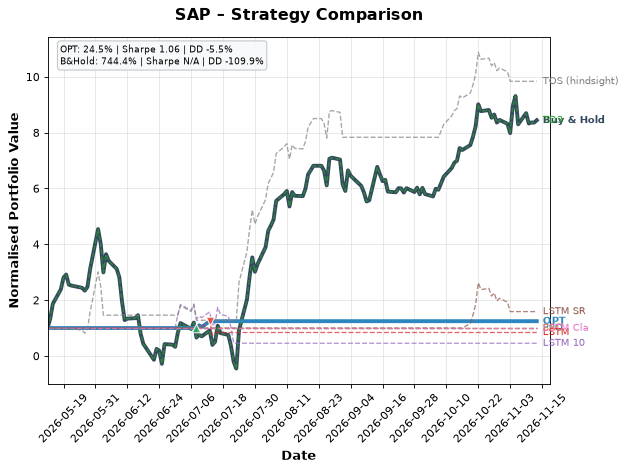 SAP – Strategy Comparison
OPT: 24.5% | Sharpe 1.06 | DD -5.5%
B&Hold: 744.4% | Sharpe N/A | DD -109.9%
Normalised Portfolio Value
10
8
6
4
2
0
TOS (hindsight)
Buy & Hold
LSTM SR
OPT
Cla
LSTM
LSTM 10
2026-05-19
2026-05-31
2026-06-12
2026-06-24
2026-07-06
2026-07-18
2026-07-30
2026-08-11
2026-08-23
2026-09-04
2026-09-16
2026-09-28
2026-10-10
2026-10-22
2026-11-03
2026-11-15
Date